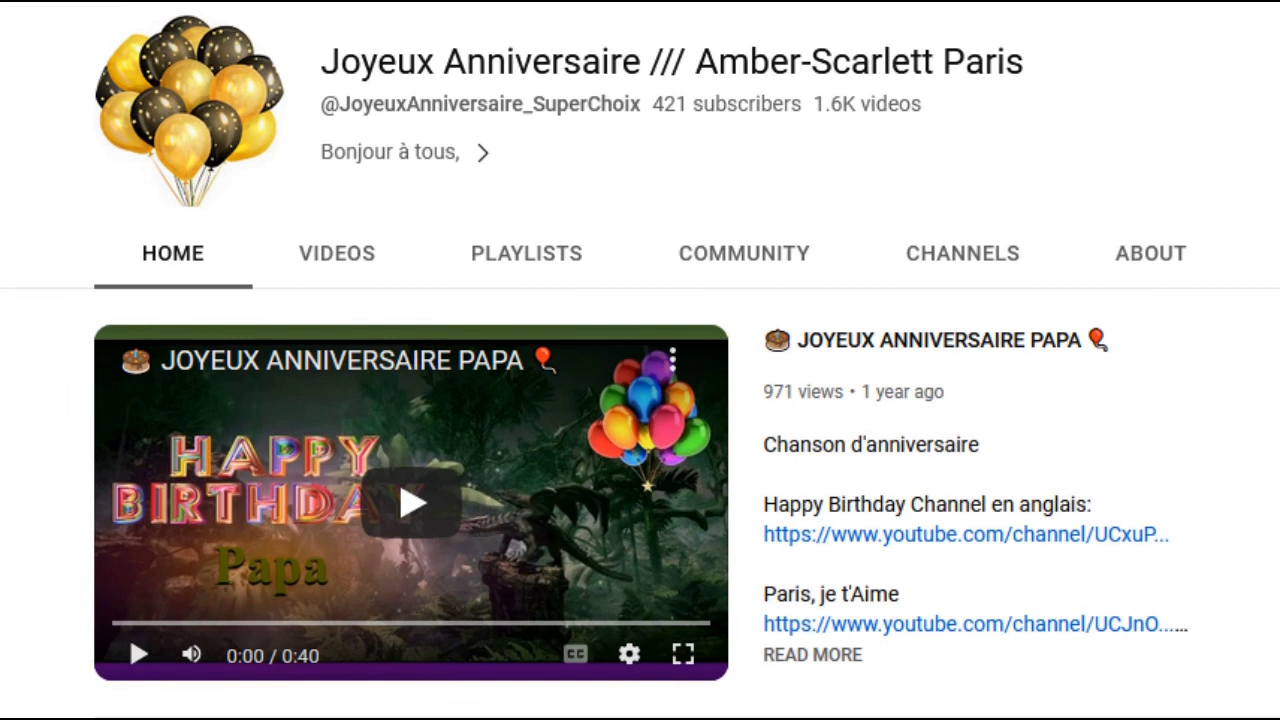 Joyeux Anniversaire /// Amber-Scarlett Paris
@JoyeuxAnniversaire_SuperChoix 421 subscribers 1.6K videos
Bonjour à tous,
HOME VIDEOS PLAYLISTS COMMUNITY CHANNELS ABOUT
JOYEUX ANNIVERSAIRE PAPA
HAPPY
BIRTHDAY
Papa
0:00 / 0:40
CC
JOYEUX ANNIVERSAIRE PAPA
971 views • 1 year ago
Chanson d'anniversaire
Happy Birthday Channel en anglais:
https://www.youtube.com/channel/UCxuP...
Paris, je t'Aime
https://www.youtube.com/channel/UCJnO......
READ MORE